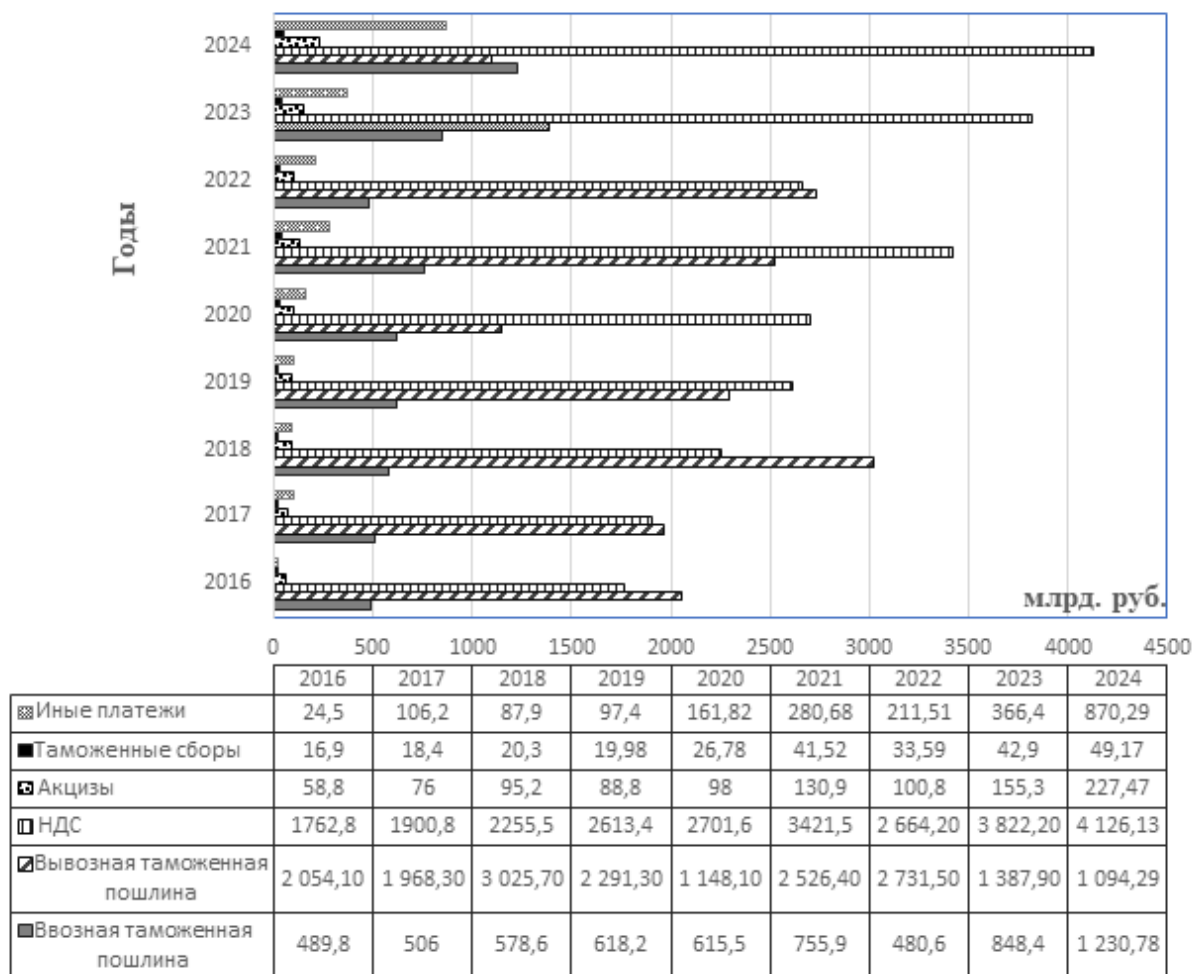 2024
2023
2022
2021
2020
2019
2018
2017
2016
Годы
млрд. руб.
0 500 1000 1500 2000 2500 3000 3500 4000 4500
2016 2017 2018 2019 2020 2021 2022 2023 2024
Иные платежи 24,5 106,2 87,9 97,4 161,82 280,68 211,51 366,4 870,29
Таможенные сборы 16,9 18,4 20,3 19,98 26,78 41,52 33,59 42,9 49,17
Акцизы 58,8 76 95,2 88,8 98 130,9 100,8 155,3 227,47
НДС 1762,8 1900,8 2255,5 2613,4 2701,6 3421,5 2 664,20 3 822,20 4 126,13
Вывозная таможенная
пошлина 2 054,10 1 968,30 3 025,70 2 291,30 1 148,10 2 526,40 2 731,50 1 387,90 1 094,29
Ввозная таможенная
пошлина 489,8 506 578,6 618,2 615,5 755,9 480,6 848,4 1 230,78